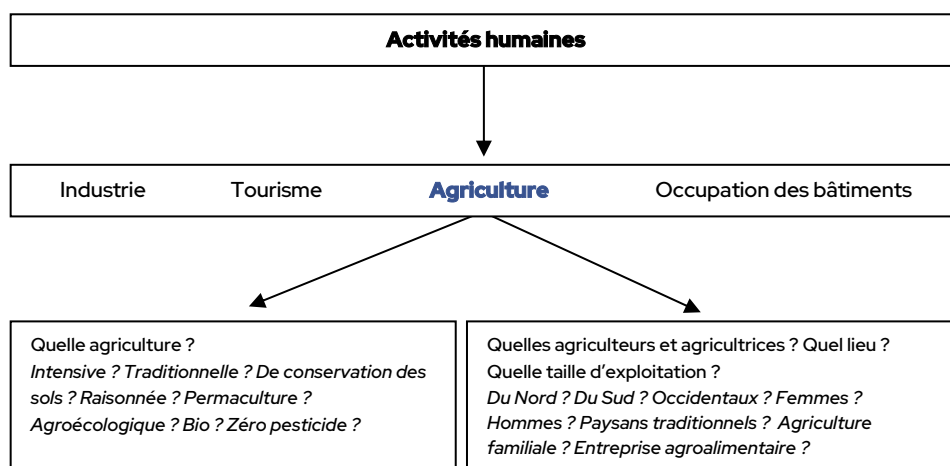 Activités humaines
Industrie Tourisme Agriculture Occupation des bâtiments
Quelle agriculture ?
Intensive ? Traditionnelle ? De conservation des
sols ? Raisonnée ? Permaculture ?
Agroécologique ? Bio ? Zéro pesticide ?
Quelles agriculteurs et agricultrices ? Quel lieu ?
Quelle taille d’exploitation ?
Du Nord ? Du Sud ? Occidentaux ? Femmes ?
Hommes ? Paysans traditionnels ? Agriculture
familiale ? Entreprise agroalimentaire ?